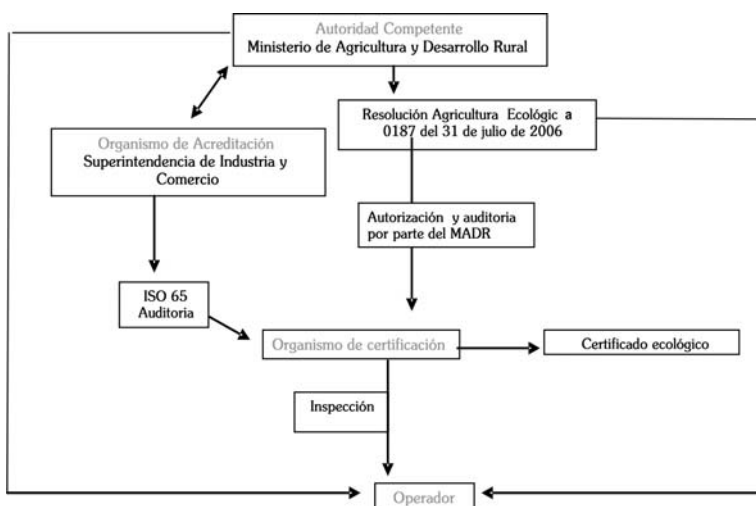 Autoridad Competente
Ministerio de Agricultura y Desarrollo Rural
Resolución Agricultura Ecológic a
0187 del 31 de julio de 2006
Organismo de Acreditación
Superintendencia de Industria y
Comercio
Autorización y auditoria
por parte del MADR
ISO 65
Auditoria
Organismo de certificación
Certificado ecológico
Inspección
Operador